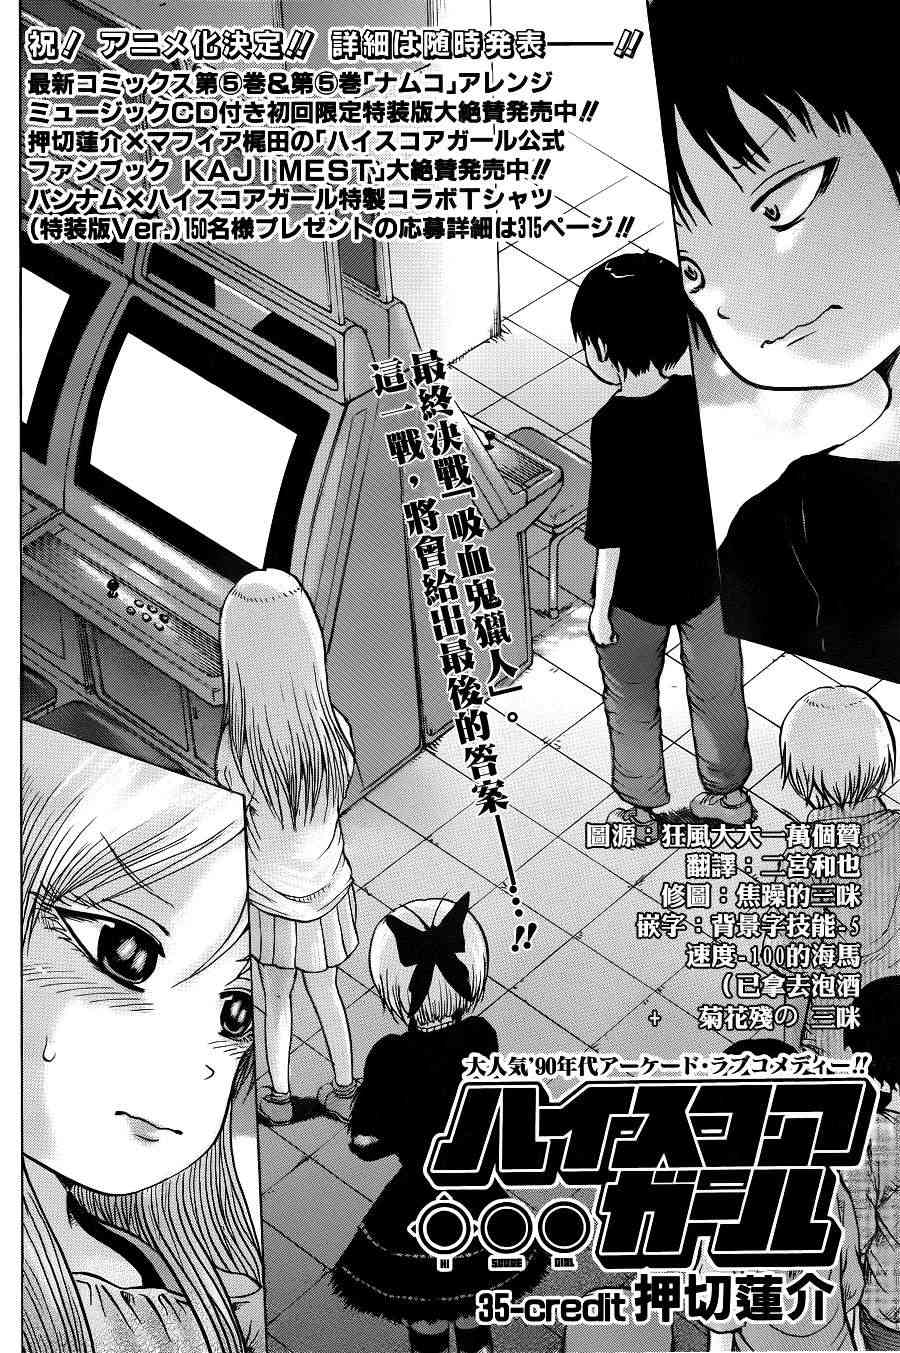 祝！ アニメ化決定!! 詳細は随時発表――!!
最新コミックス第⑤巻&第⑤巻「ナムコ」アレンジ
ミュージックCD付き初回限定特装版大絶賛発売中!!
押切蓮介×マフィア梶田の「ハイスコアガール公式
ファンブック KAJIMEST」大絶賛発売中!!
バンナム×ハイスコアガール特製コラボTシャツ
(特装版Ver.)150名様プレゼントの応募詳細は315ページ!!
最終決戰「吸血鬼獵人」。
這一戰，將會給出最後的答案——…!!
圖源：狂風大大一萬個贊
翻譯：二宮和也
修圖：焦躁的三咪
嵌字：背景字技能-5
速度-100的海馬
(已拿去泡酒
+ 菊花殘の 三咪
大人気'90年代アーケード・ラブコメディー!!
ハイスコア
ガール
HI SCORE GIRL
35-credit 押切蓮介